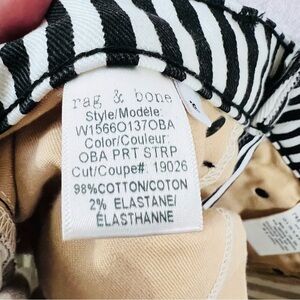 rag & bone
Style/Modèle:
W1566O137OBA
Color/Couleur:
OBA PRT STRP
Cut/Coupe#: 19026
98%COTTON/COTON
2% ELASTANE/
ÉLASTHANNE